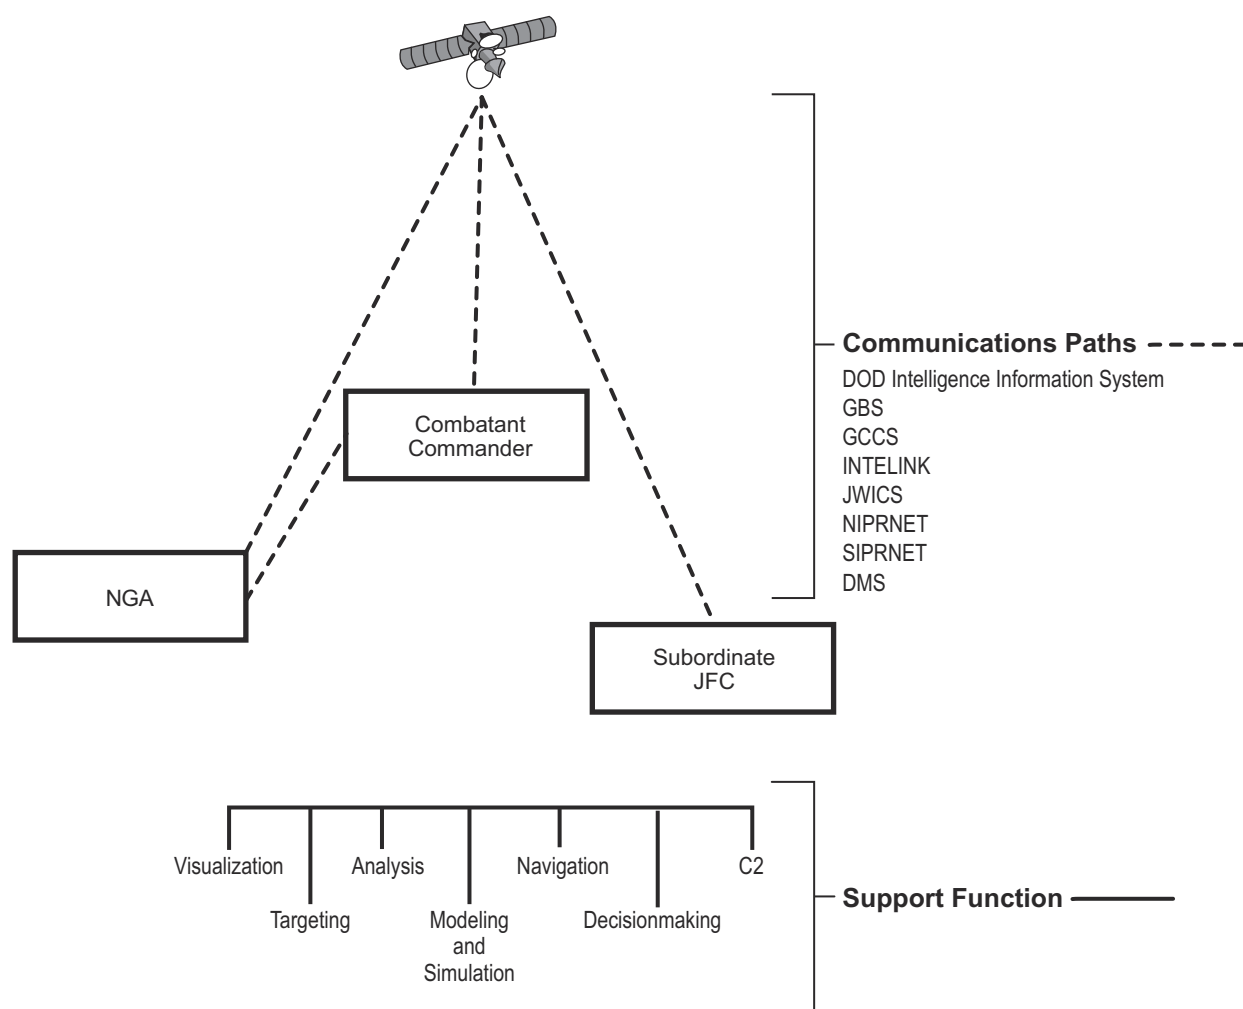 Communications Paths
DOD Intelligence Information System
GBS
GCCS
INTELINK
JWICS
NIPRNET
SIPRNET
DMS
Combatant
Commander
NGA
Subordinate
JFC
Visualization
Analysis
Navigation
C2
Targeting
Modeling
and
Simulation
Decisionmaking
Support Function